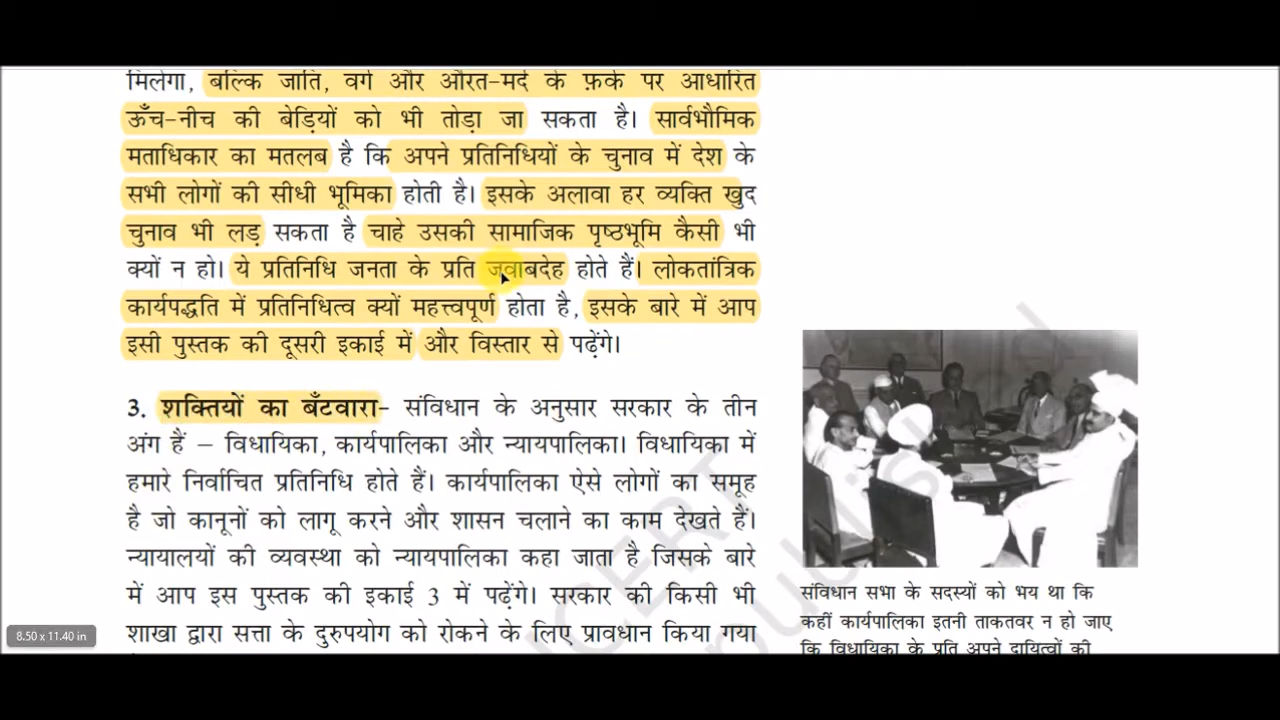 मिलेगा, बल्कि जाति, वर्ग और औरत-मर्द के फ़र्क पर आधारित
ऊँच-नीच की बेड़ियों को भी तोड़ा जा सकता है। सार्वभौमिक
मताधिकार का मतलब है कि अपने प्रतिनिधियों के चुनाव में देश के
सभी लोगों की सीधी भूमिका होती है। इसके अलावा हर व्यक्ति खुद
चुनाव भी लड़ सकता है चाहे उसकी सामाजिक पृष्ठभूमि कैसी भी
क्यों न हो। ये प्रतिनिधि जनता के प्रति जवाबदेह होते हैं। लोकतांत्रिक
कार्यपद्धति में प्रतिनिधित्व क्यों महत्त्वपूर्ण होता है, इसके बारे में आप
इसी पुस्तक की दूसरी इकाई में और विस्तार से पढ़ेंगे।
3. शक्तियों का बँटवारा- संविधान के अनुसार सरकार के तीन
अंग हैं – विधायिका, कार्यपालिका और न्यायपालिका। विधायिका में
हमारे निर्वाचित प्रतिनिधि होते हैं। कार्यपालिका ऐसे लोगों का समूह
है जो कानूनों को लागू करने और शासन चलाने का काम देखते हैं।
न्यायालयों की व्यवस्था को न्यायपालिका कहा जाता है जिसके बारे
में आप इस पुस्तक की इकाई 3 में पढ़ेंगे। सरकार की किसी भी
शाखा द्वारा सत्ता के दुरुपयोग को रोकने के लिए प्रावधान किया गया
संविधान सभा के सदस्यों को भय था कि
कहीं कार्यपालिका इतनी ताकतवर न हो जाए
कि विधायिका के प्रति अपने दायित्वों की
8.50 x 11.40 in